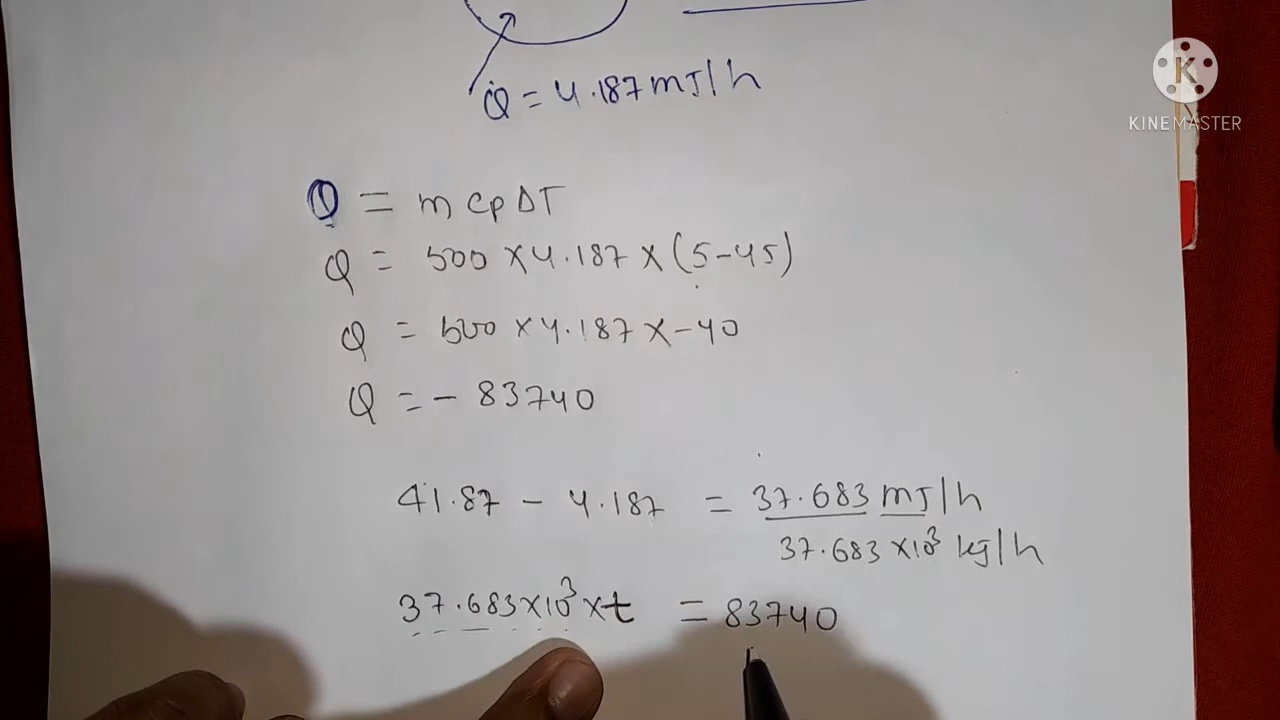 K
KINEMASTER
Q̇ = 4.187 mJ/h
Q = m Cp ΔT
Q = 500 × 4.187 × (5-45)
Q = 500 × 4.187 × -40
Q = - 83740
41.87 - 4.187 = 37.683 mJ/h
37.683 ×10³ kj/h
37.683×10³ × t = 83740